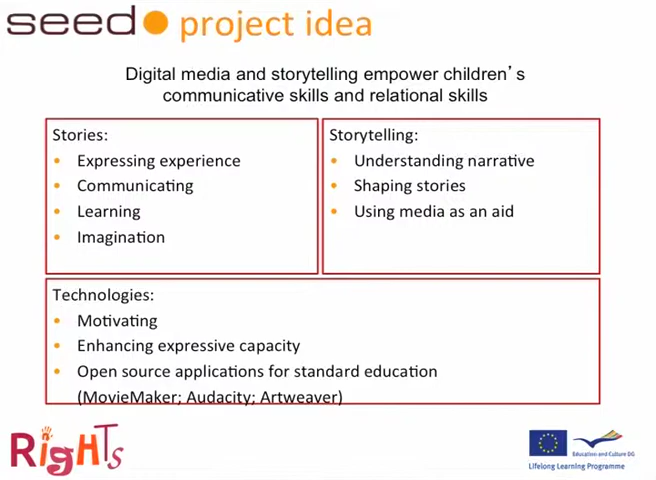 seed project idea
Digital media and storytelling empower children's
communicative skills and relational skills
Stories:
• Expressing experience
• Communicating
• Learning
• Imagination
Storytelling:
• Understanding narrative
• Shaping stories
• Using media as an aid
Technologies:
• Motivating
• Enhancing expressive capacity
• Open source applications for standard education
(MovieMaker; Audacity; Artweaver)
RigHTs
Education and Culture DG
Lifelong Learning Programme